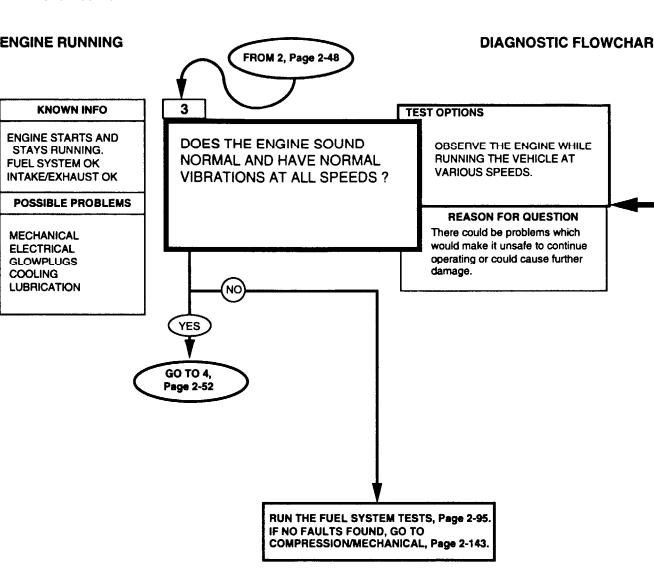 ENGINE RUNNING
DIAGNOSTIC FLOWCHAR
FROM 2, Page 2-48
3
KNOWN INFO
ENGINE STARTS AND
STAYS RUNNING.
FUEL SYSTEM OK
INTAKE/EXHAUST OK
POSSIBLE PROBLEMS
MECHANICAL
ELECTRICAL
GLOWPLUGS
COOLING
LUBRICATION
DOES THE ENGINE SOUND
NORMAL AND HAVE NORMAL
VIBRATIONS AT ALL SPEEDS ?
TEST OPTIONS
OBSERVE THE ENGINE WHILE
RUNNING THE VEHICLE AT
VARIOUS SPEEDS.
REASON FOR QUESTION
There could be problems which
would make it unsafe to continue
operating or could cause further
damage.
NO
YES
GO TO 4,
Page 2-52
RUN THE FUEL SYSTEM TESTS, Page 2-95.
IF NO FAULTS FOUND, GO TO
COMPRESSION/MECHANICAL, Page 2-143.